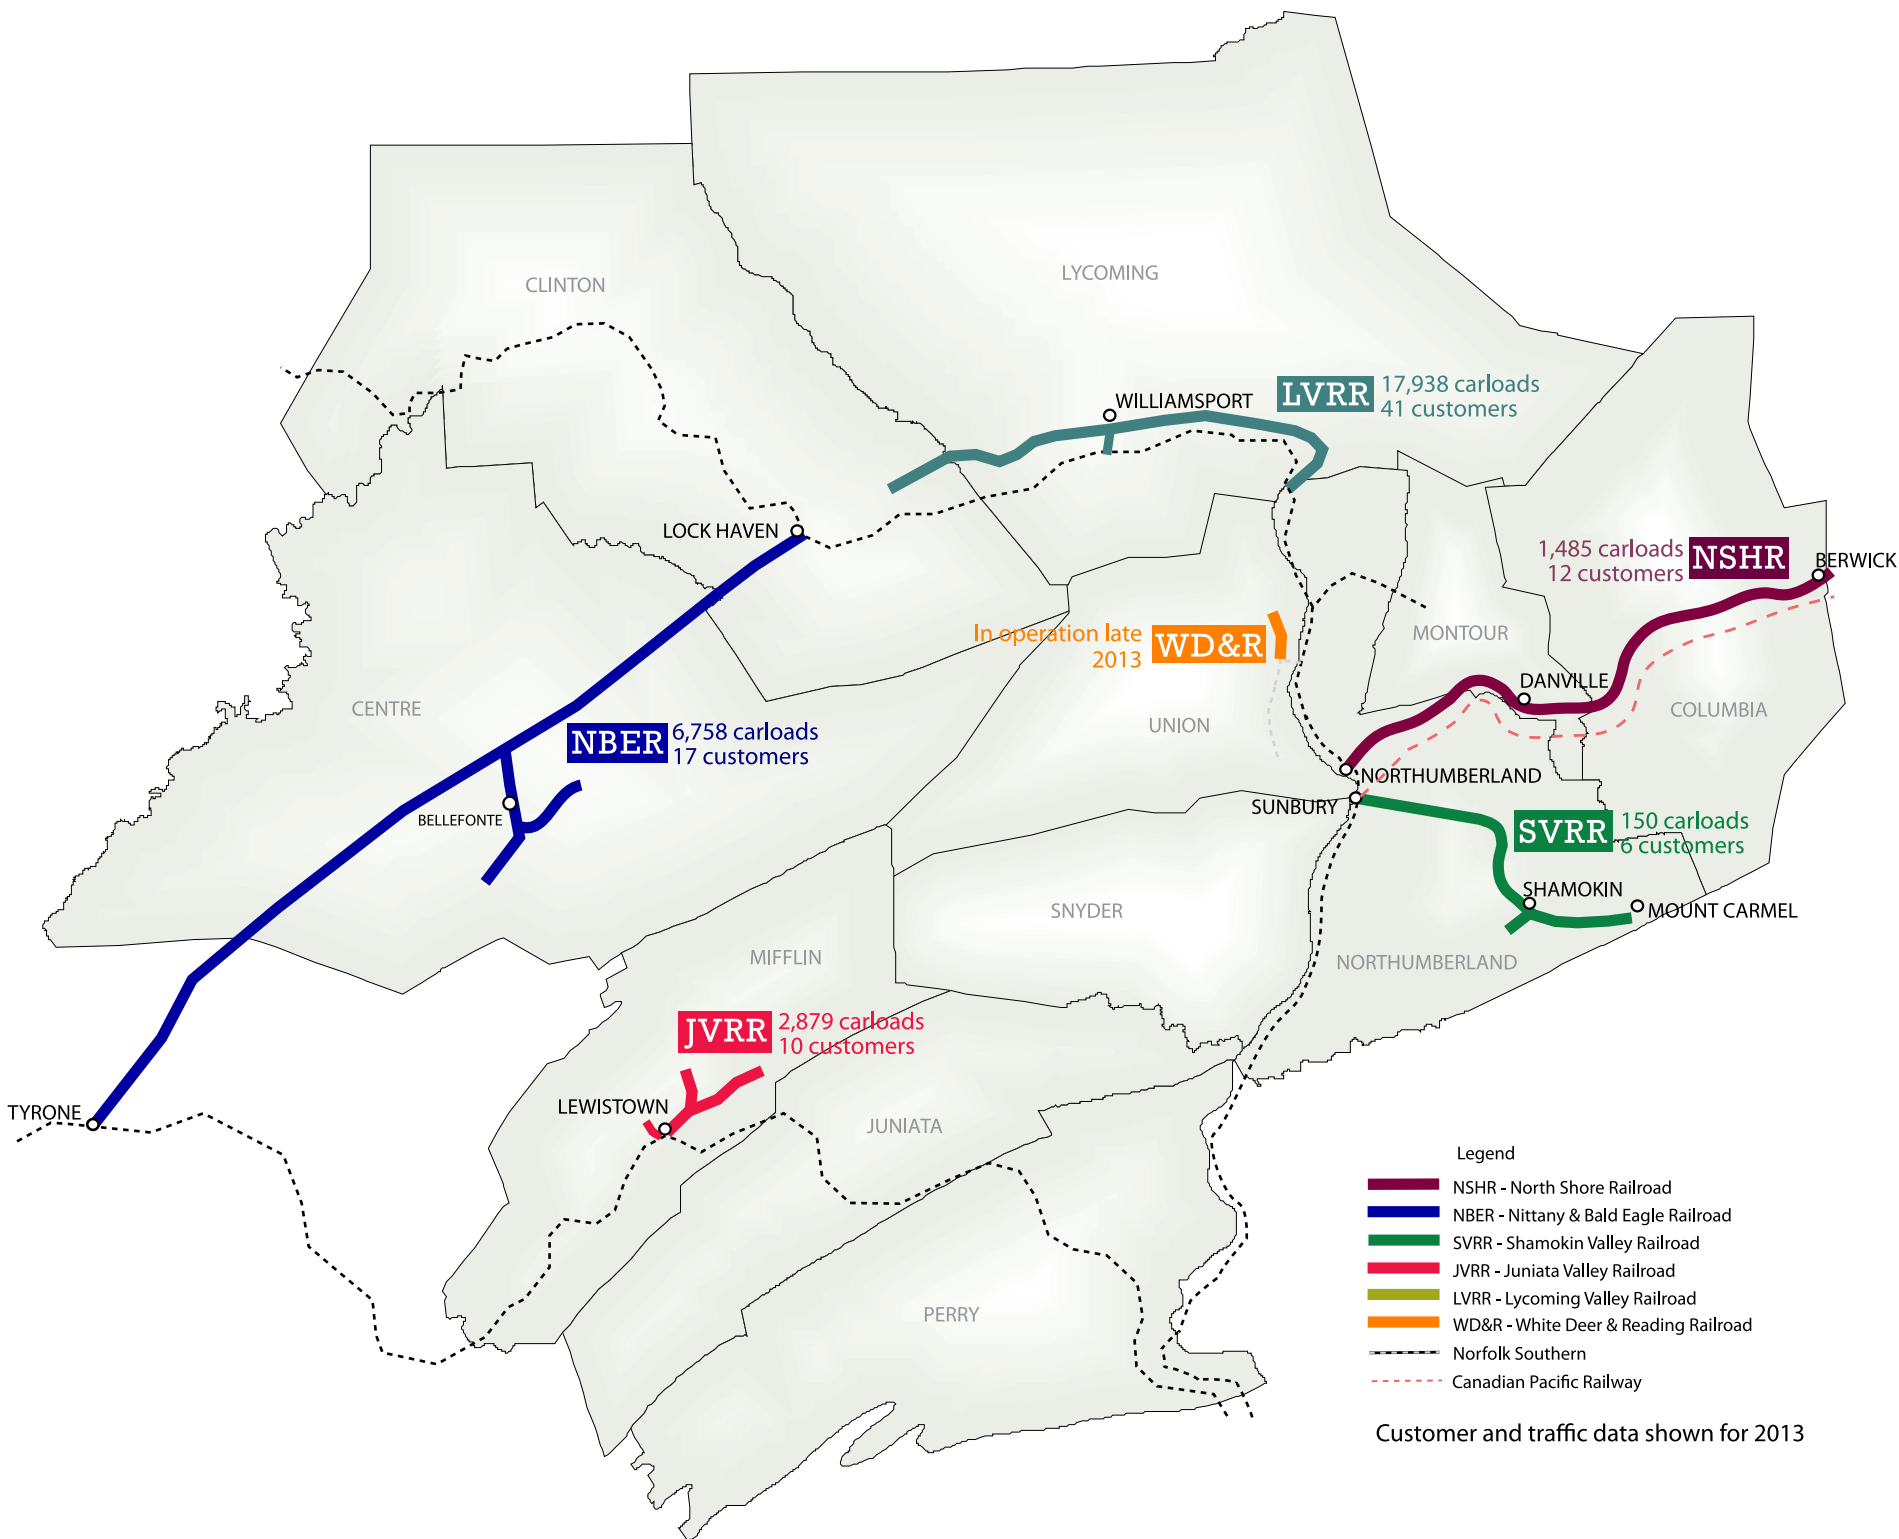 CLINTON
LYCOMING
WILLIAMSPORT
LVRR
17,938 carloads
41 customers
LOCK HAVEN
1,485 carloads
12 customers
NSHR
BERWICK
In operation late
2013
WD&R
MONTOUR
DANVILLE
COLUMBIA
CENTRE
UNION
NBER
6,758 carloads
17 customers
NORTHUMBERLAND
SUNBURY
BELLEFONTE
SVRR
150 carloads
6 customers
SHAMOKIN
MOUNT CARMEL
SNYDER
MIFFLIN
NORTHUMBERLAND
JVRR
2,879 carloads
10 customers
TYRONE
LEWISTOWN
JUNIATA
PERRY
Legend
NSHR - North Shore Railroad
NBER - Nittany & Bald Eagle Railroad
SVRR - Shamokin Valley Railroad
JVRR - Juniata Valley Railroad
LVRR - Lycoming Valley Railroad
WD&R - White Deer & Reading Railroad
Norfolk Southern
Canadian Pacific Railway
Customer and traffic data shown for 2013